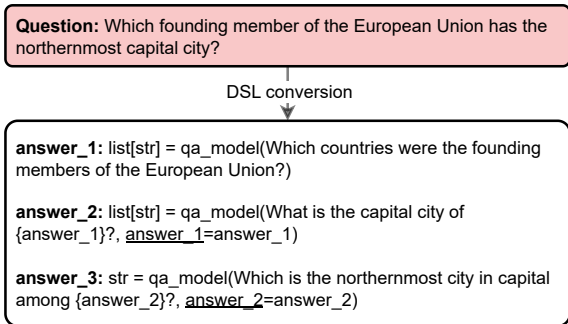 Question: Which founding member of the European Union has the
northernmost capital city?
DSL conversion
answer_1: list[str] = qa_model(Which countries were the founding
members of the European Union?)
answer_2: list[str] = qa_model(What is the capital city of
{answer_1}?, answer_1=answer_1)
answer_3: str = qa_model(Which is the northernmost city in capital
among {answer_2}?, answer_2=answer_2)